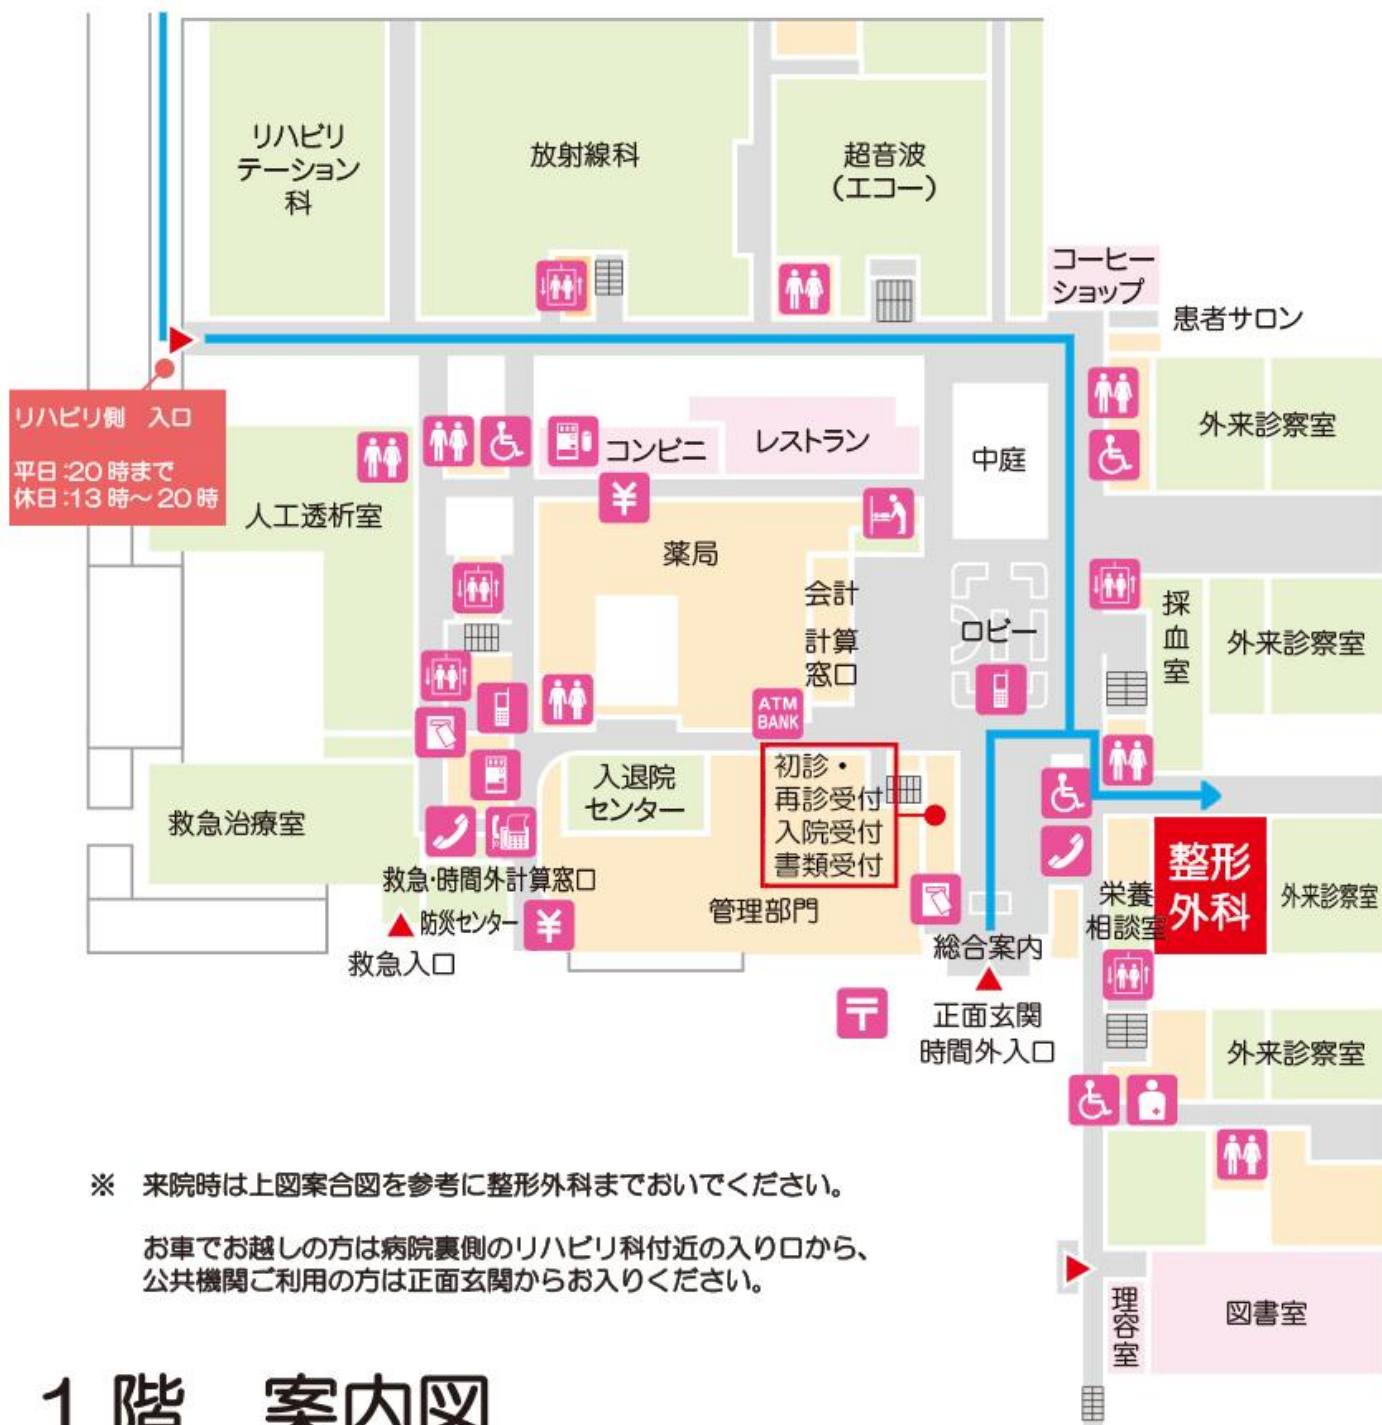 リハビリ
テーション
科
放射線科
超音波
（エコー）
コーヒー
ショップ
患者サロン
リハビリ側　入口
平日:20時まで
休日:13時～20時
外来診察室
コンビニ
レストラン
中庭
人工透析室
¥
薬局
会計
計算
窓口
ロビー
採
血
室
外来診察室
ATM
BANK
入退院
センター
初診・
再診受付
入院受付
書類受付
救急治療室
整形
外科
外来診察室
栄養
相談室
救急・時間外計算窓口
管理部門
防災センター
¥
救急入口
総合案内
〒
正面玄関
時間外入口
外来診察室
※　来院時は上図案合図を参考に整形外科までおいでください。
お車でお越しの方は病院裏側のリハビリ科付近の入り口から、
公共機関ご利用の方は正面玄関からお入りください。
理
容
室
図書室
1階　案内図